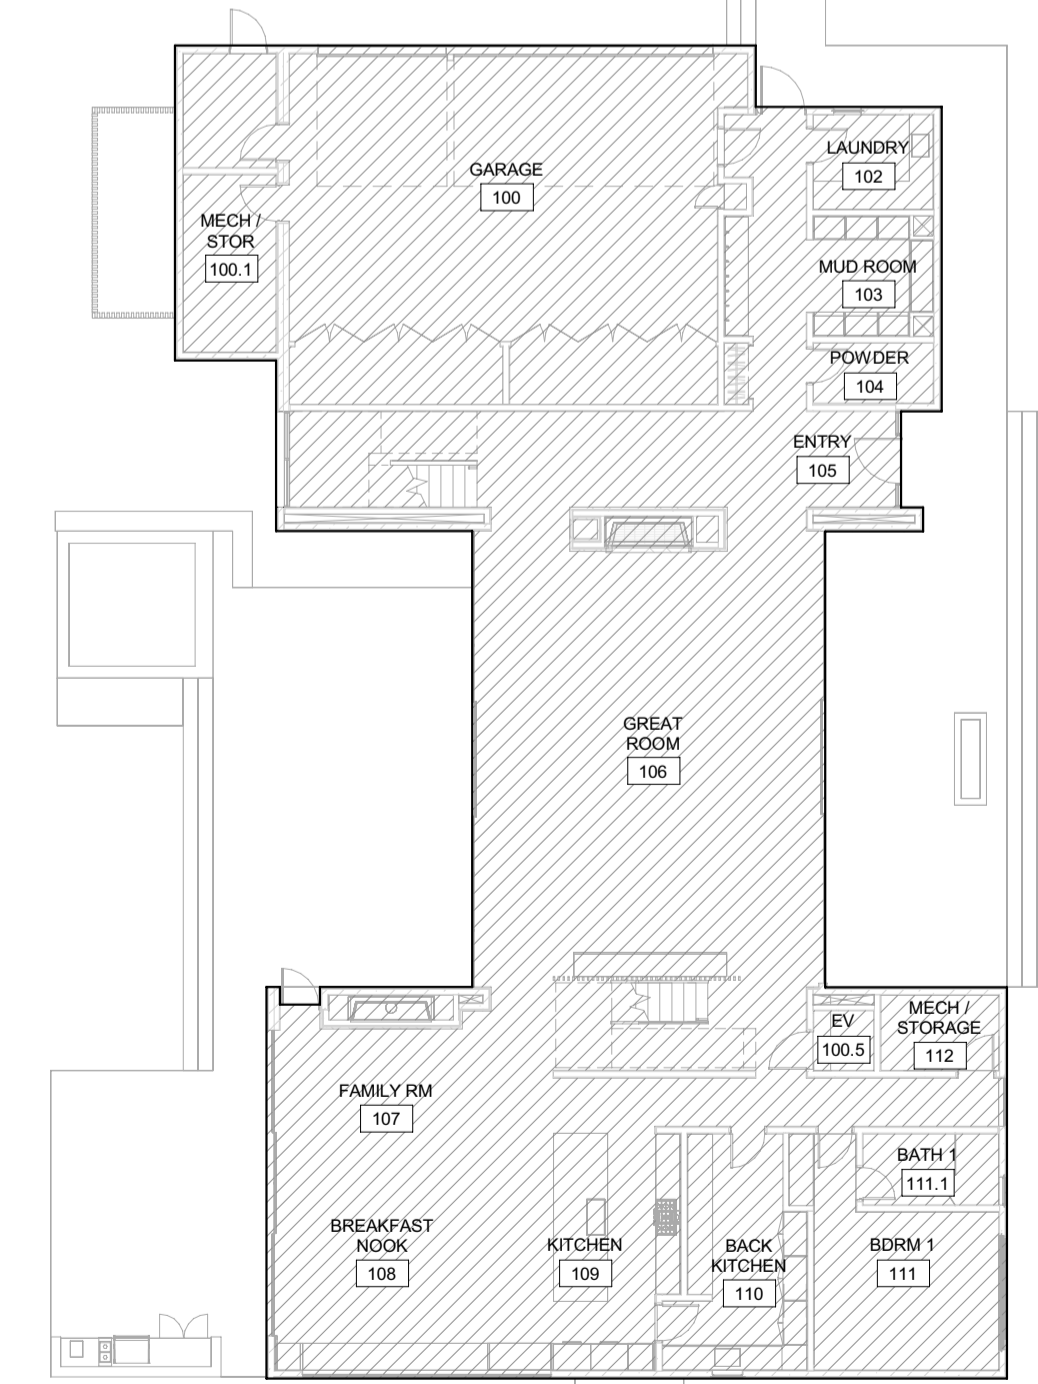 GARAGE
100
LAUNDRY
102
MECH /
STOR
100.1
MUD ROOM
103
POWDER
104
ENTRY
105
GREAT
ROOM
106
EV
100.5
MECH /
STORAGE
112
FAMILY RM
107
BATH 1
111.1
BREAKFAST
NOOK
108
KITCHEN
109
BACK
KITCHEN
110
BDRM 1
111